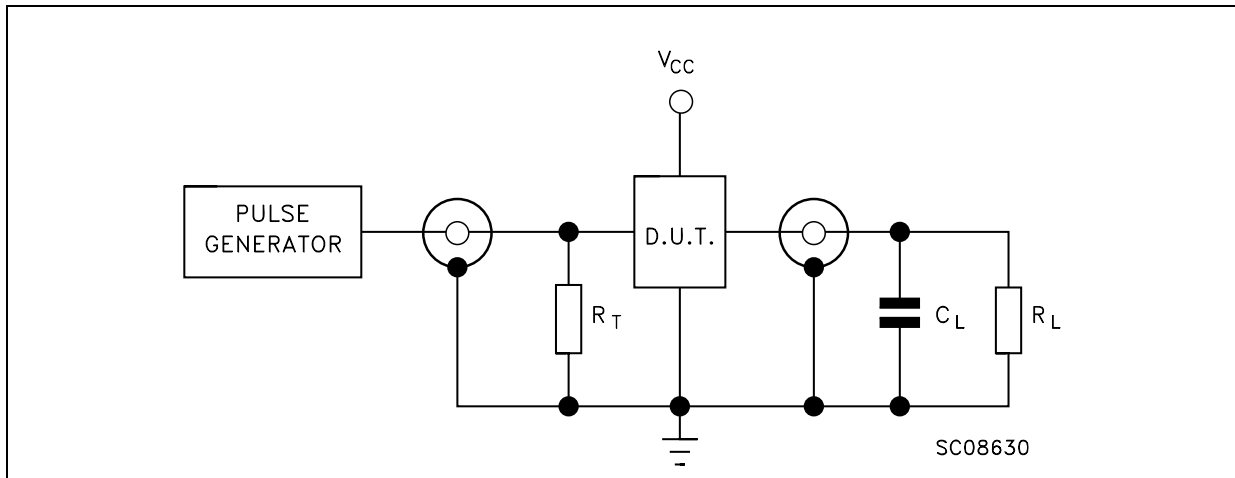 VCC
PULSE
GENERATOR
D.U.T.
RT
CL
RL
SC08630